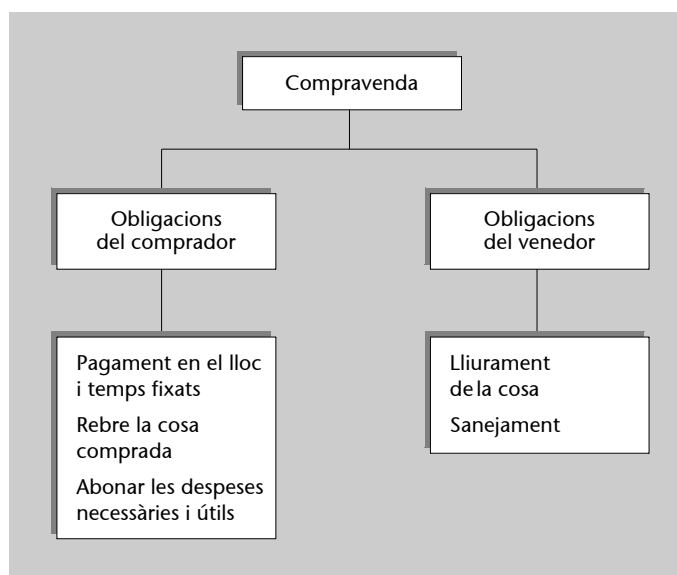 Compravenda
Obligacions
del comprador
Obligacions
del venedor
Pagament en el lloc
i temps fixats
Rebre la cosa
comprada
Abonar les despeses
necessàries i útils
Lliurament
de la cosa
Sanejament